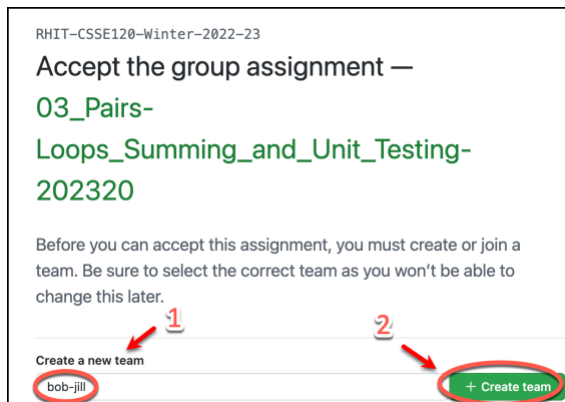 RHIT-CSSE120-Winter-2022-23
Accept the group assignment —
03_Pairs-
Loops_Summing_and_Unit_Testing-
202320
Before you can accept this assignment, you must create or join a
team. Be sure to select the correct team as you won't be able to
change this later.
1
2
Create a new team
bob-jill
+ Create team